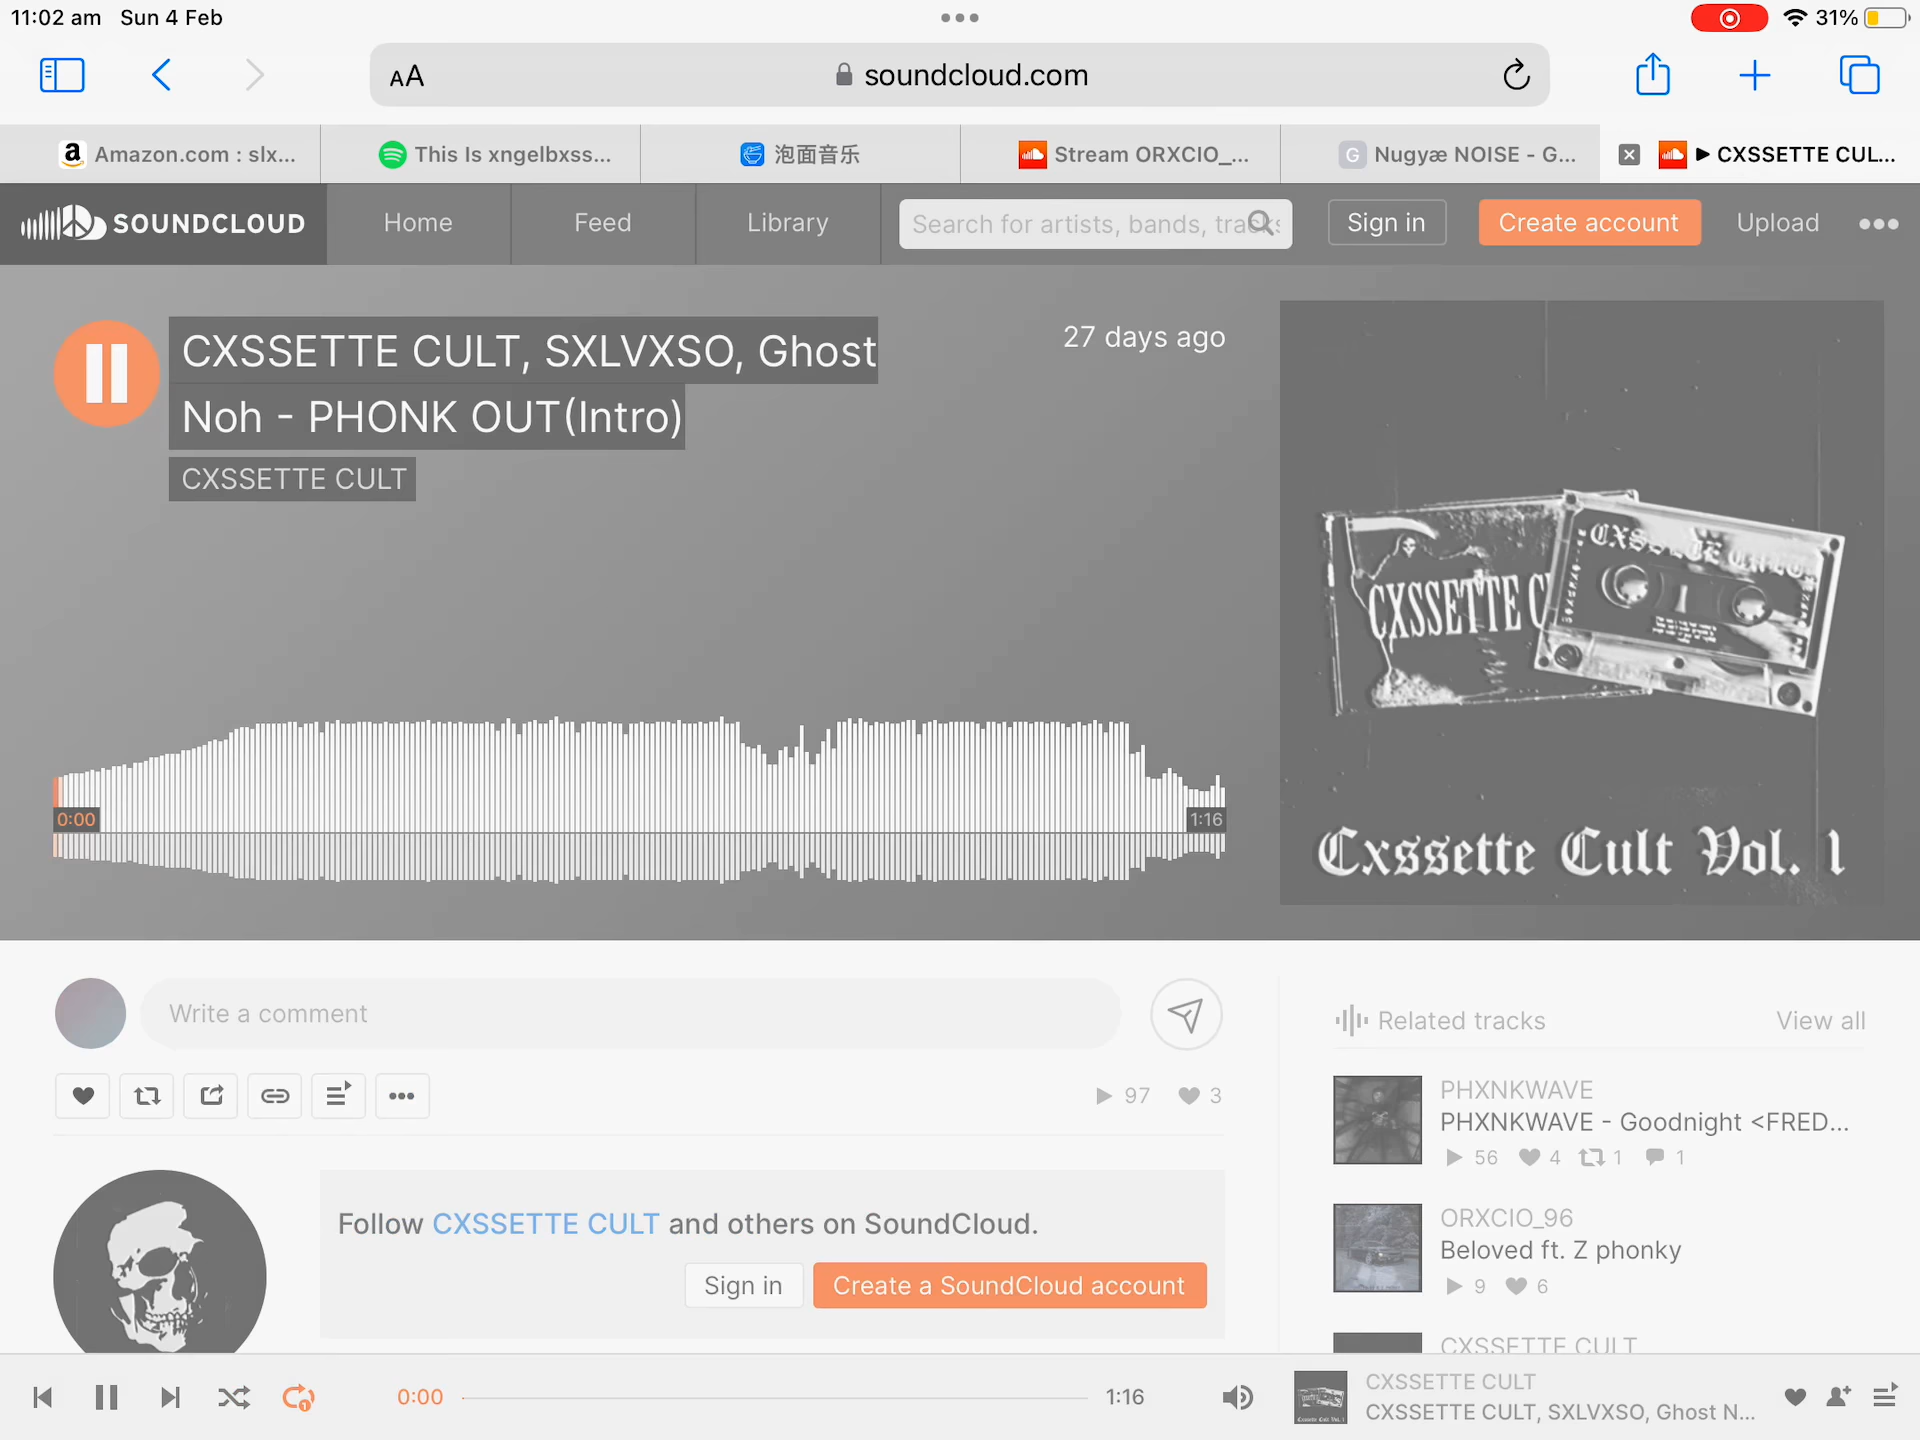 11:02 am Sun 4 Feb
31%
AA soundcloud.com
Amazon.com : slx...
This Is xngelbxss...
泡面音乐
Stream ORXCIO_...
G Nugyæ NOISE - G...
CXSSETTE CUL...
SOUNDCLOUD
Home
Feed
Library
Search for artists, bands, tracks
Sign in
Create account
Upload
CXSSETTE CULT, SXLVXSO, Ghost
Noh - PHONK OUT(Intro)
CXSSETTE CULT
27 days ago
0:00
1:16
CXSSETTE C
CXSSETTE CULT
Cxssette Cult Vol. 1
Write a comment
97 3
Follow CXSSETTE CULT and others on SoundCloud.
Sign in
Create a SoundCloud account
Related tracks
View all
PHXNKWAVE
PHXNKWAVE - Goodnight <FRED...
56 4 1 1
ORXCIO_96
Beloved ft. Z phonky
9 6
CXSSETTE CULT
0:00
1:16
CXSSETTE CULT
CXSSETTE CULT, SXLVXSO, Ghost N...